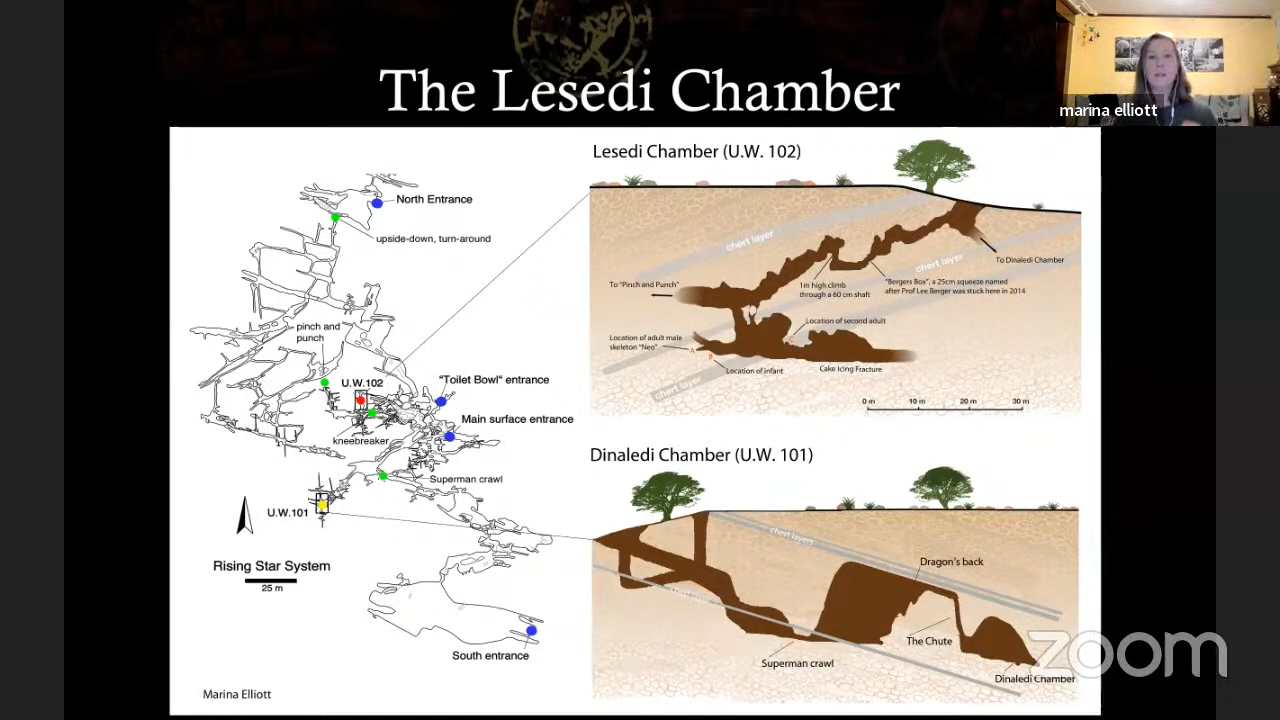 The Lesedi Chamber
marina elliott
North Entrance
upside-down, turn-around
pinch and
punch
U.W.102
"Toilet Bowl" entrance
Main surface entrance
kneebreaker
Superman crawl
U.W.101
Rising Star System
25 m
South entrance
Marina Elliott
Lesedi Chamber (U.W. 102)
chert layer
chert layer
To Dinaledi Chamber
To "Pinch and Punch"
1m high climb
through a 60 cm shaft
"Bergers Box", a 25cm squeeze named
after Prof Lee Berger was stuck here in 2014
Location of second adult
Location of adult male
skeleton "Neo"
A
B
C
Location of infant
Cake Icing Fracture
chert layer
0 m 10 m 20 m 30 m
Dinaledi Chamber (U.W. 101)
chert layers
Dragon's back
The Chute
Superman crawl
Dinaledi Chamber
zoom